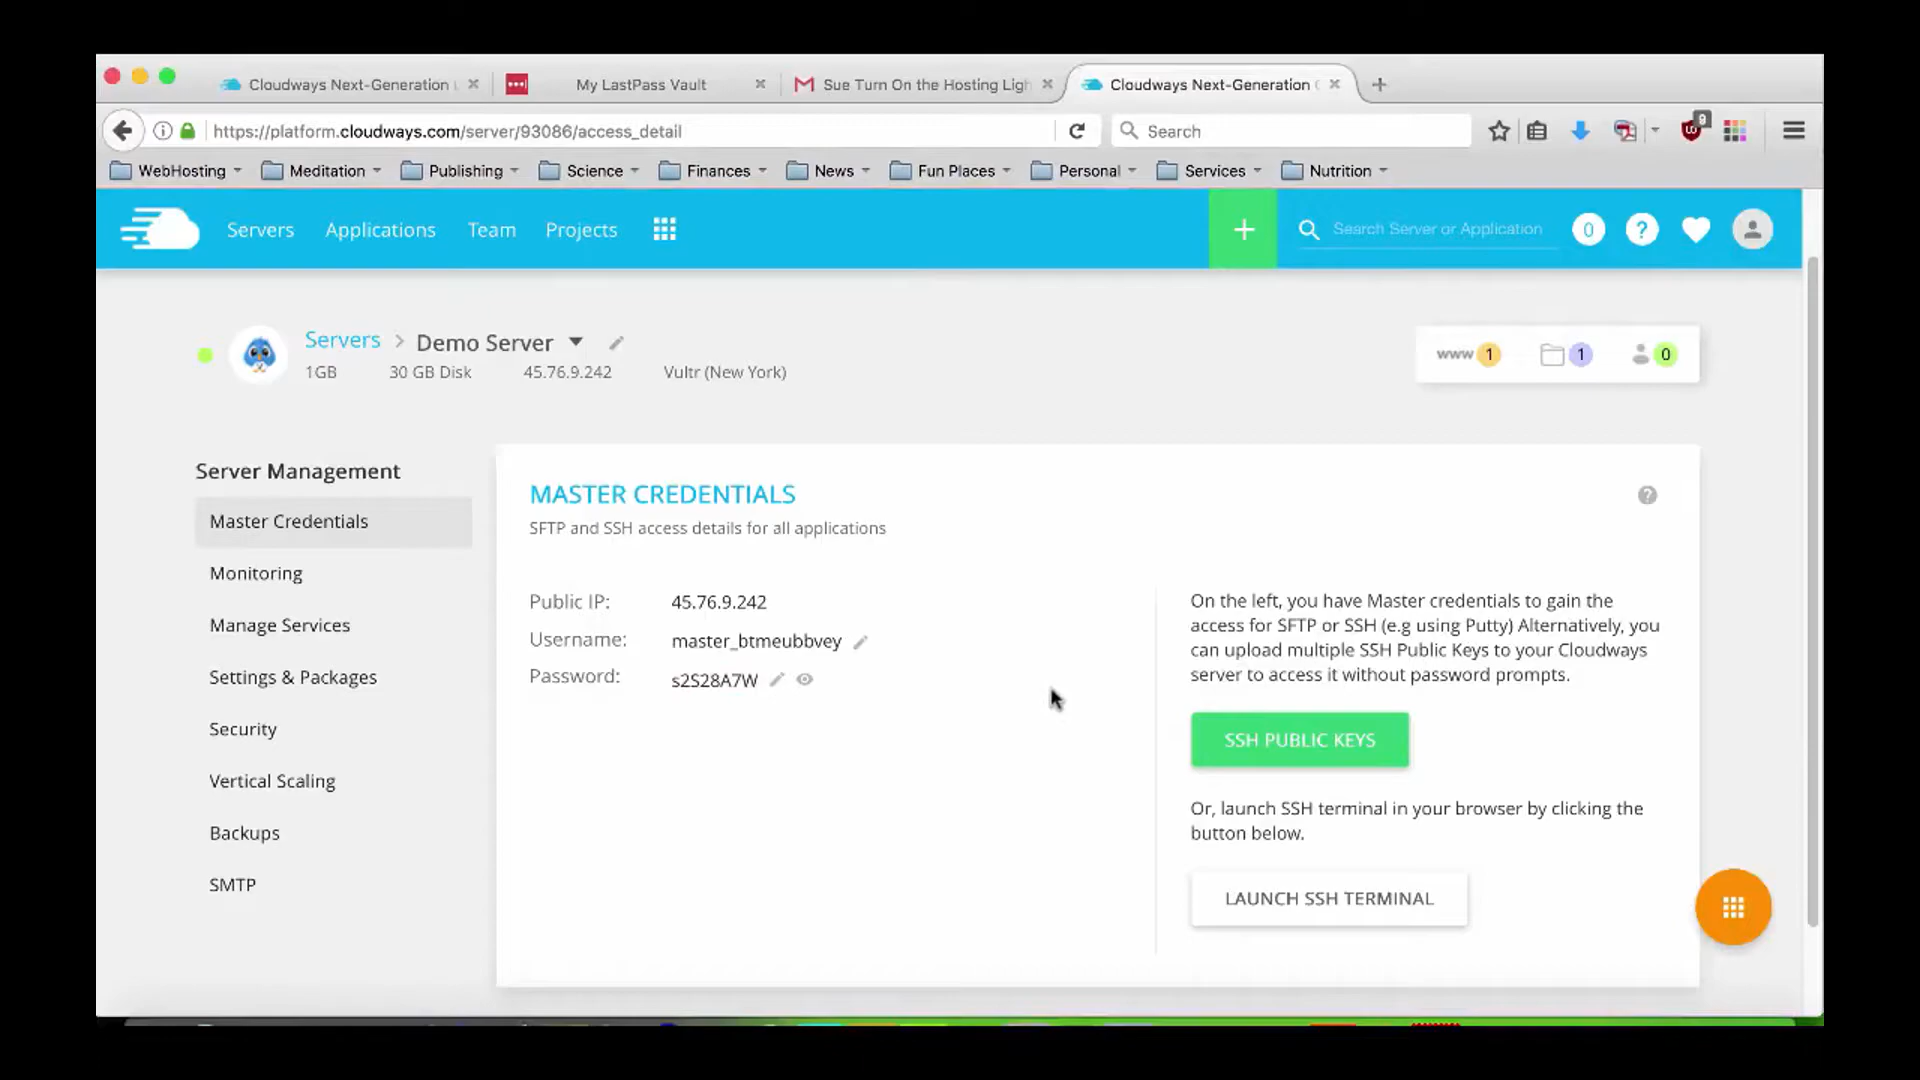 Cloudways Next-Generation
My LastPass Vault
Sue Turn On the Hosting Ligh
Cloudways Next-Generation
https://platform.cloudways.com/server/93086/access_detail
Search
9
WebHosting Meditation Publishing Science Finances News Fun Places Personal Services Nutrition
Servers Applications Team Projects
+ Search Server or Application 0 ?
Servers > Demo Server
1GB 30 GB Disk 45.76.9.242 Vultr (New York)
www 1 1 0
Server Management
Master Credentials
Monitoring
Manage Services
Settings & Packages
Security
Vertical Scaling
Backups
SMTP
MASTER CREDENTIALS
SFTP and SSH access details for all applications
Public IP: 45.76.9.242
Username: master_btmeubbvey
Password: s2S28A7W
On the left, you have Master credentials to gain the
access for SFTP or SSH (e.g using Putty) Alternatively, you
can upload multiple SSH Public Keys to your Cloudways
server to access it without password prompts.
SSH PUBLIC KEYS
Or, launch SSH terminal in your browser by clicking the
button below.
LAUNCH SSH TERMINAL